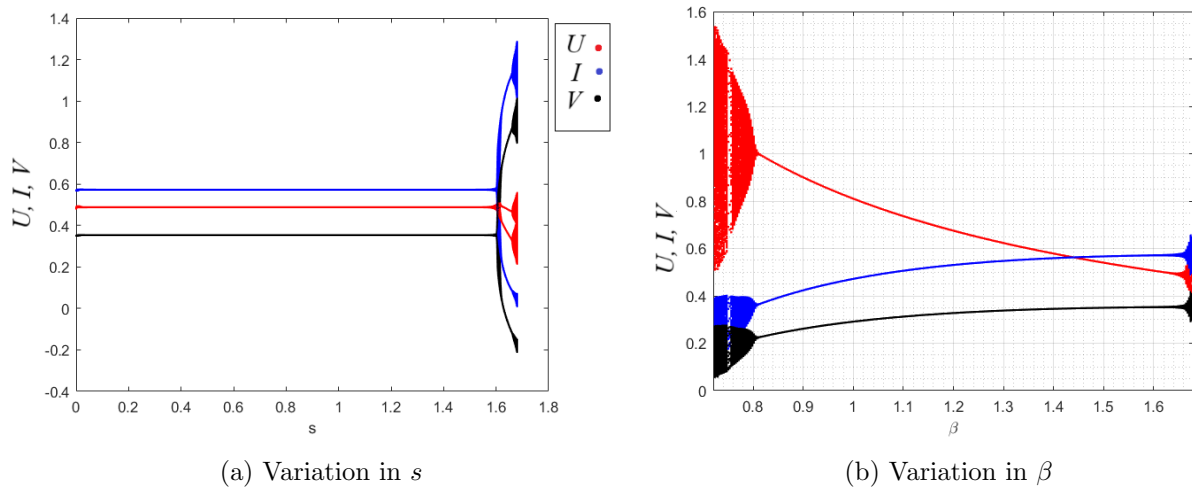 1.4
1.2
1
0.8
0.6
0.4
0.2
0
-0.2
-0.4
U, I, V
0 0.2 0.4 0.6 0.8 1 1.2 1.4 1.6 1.8
s
U
I
V
(a) Variation in s
1.6
1.4
1.2
1
0.8
0.6
0.4
0.2
0
U, I, V
0.8 0.9 1 1.1 1.2 1.3 1.4 1.5 1.6
β
(b) Variation in β